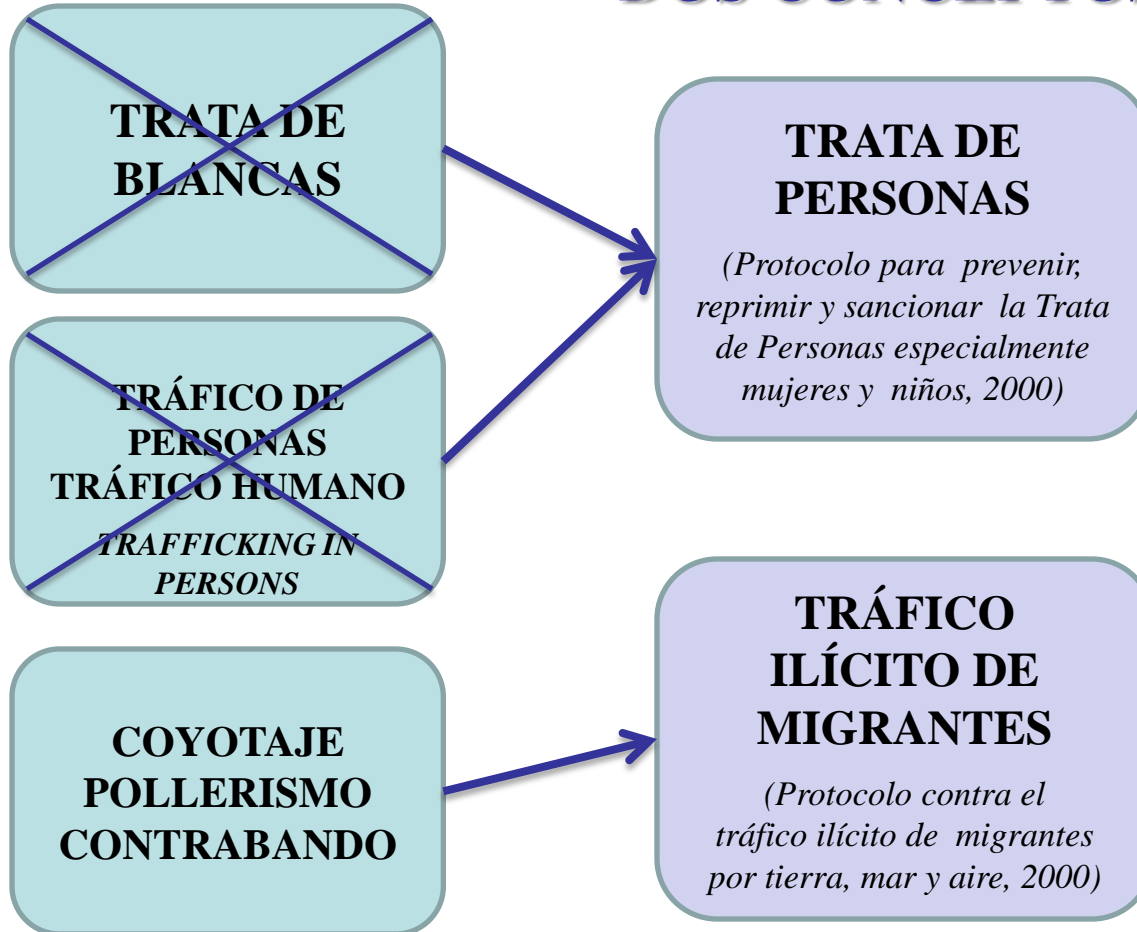 DOS CONCEPTOS
TRATA DE
BLANCAS
TRATA DE
PERSONAS
(Protocolo para prevenir,
reprimir y sancionar la Trata
de Personas especialmente
mujeres y niños, 2000)
TRÁFICO DE
PERSONAS
TRÁFICO HUMANO
TRAFFICKING IN
PERSONS
COYOTAJE
POLLERISMO
CONTRABANDO
TRÁFICO
ILÍCITO DE
MIGRANTES
(Protocolo contra el
tráfico ilícito de migrantes
por tierra, mar y aire, 2000)